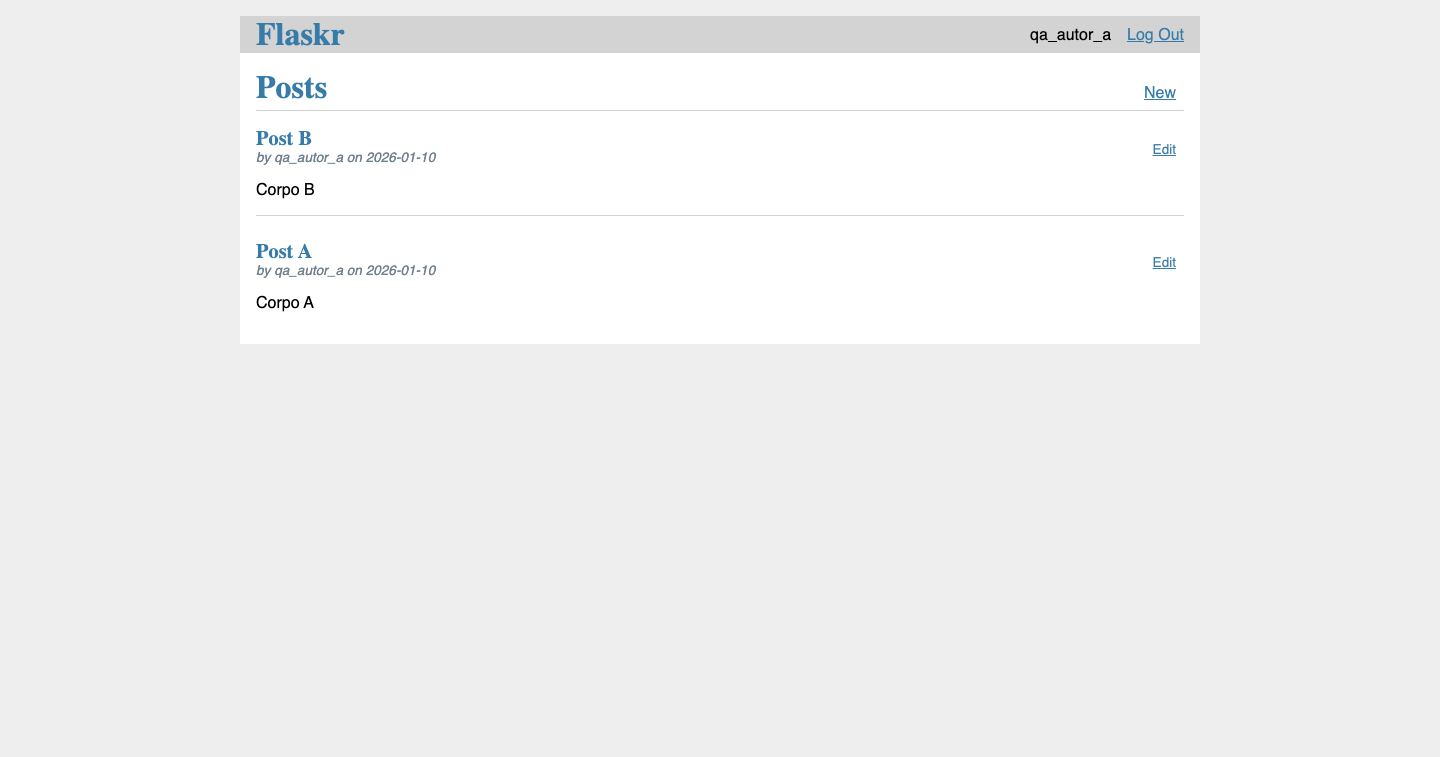 Flaskr
qa_autor_a Log Out
Posts
New
Post B
by qa_autor_a on 2026-01-10
Edit
Corpo B
Post A
by qa_autor_a on 2026-01-10
Edit
Corpo A